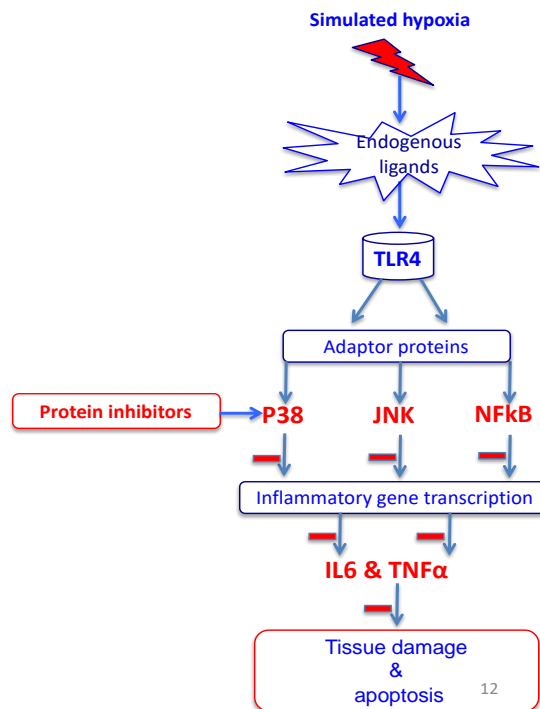 Simulated hypoxia
Endogenous
ligands
TLR4
Adaptor proteins
Protein inhibitors
P38
JNK
NFkB
Inflammatory gene transcription
IL6 & TNFα
Tissue damage
&
apoptosis
12